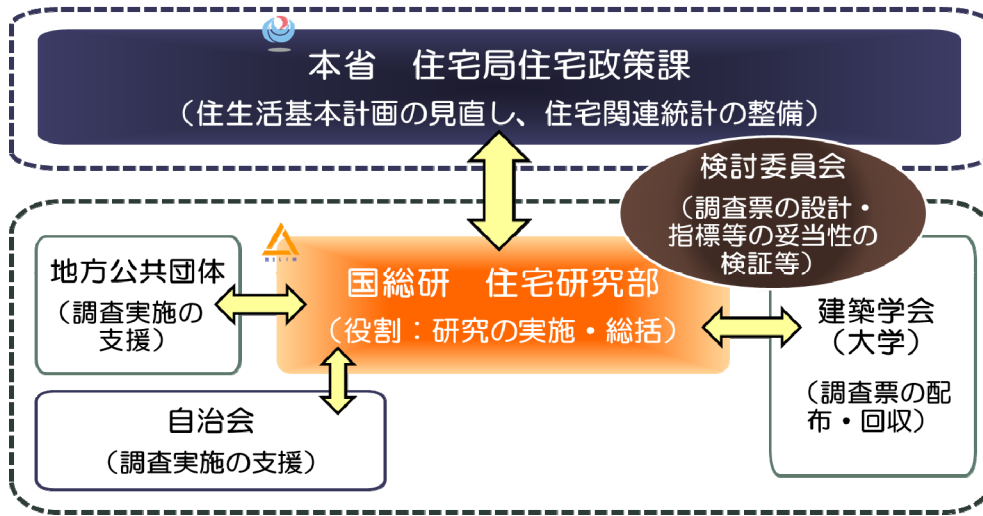 本省　住宅局住宅政策課
（住生活基本計画の見直し、住宅関連統計の整備）
検討委員会
（調査票の設計・
指標等の妥当性の
検証等）
地方公共団体
（調査実施の
支援）
国総研　住宅研究部
（役割：研究の実施・総括）
建築学会
（大学）
（調査票の配
布・回収）
自治会
（調査実施の支援）